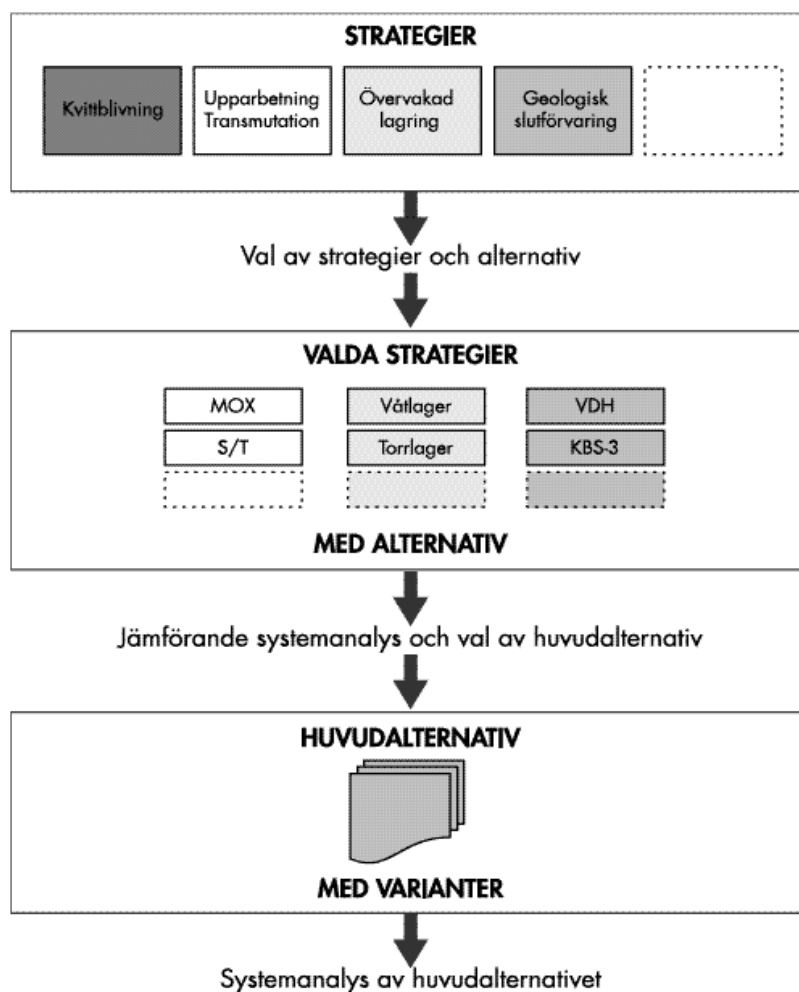 STRATEGIER
Kvittblivning
Upparbetning
Transmutation
Övervakad
lagring
Geologisk
slutförvaring
Val av strategier och alternativ
VALDA STRATEGIER
MOX
Våtlager
VDH
S/T
Torrlager
KBS-3
MED ALTERNATIV
Jämförande systemanalys och val av huvudalternativ
HUVUDALTERNATIV
MED VARIANTER
Systemanalys av huvudalternativet